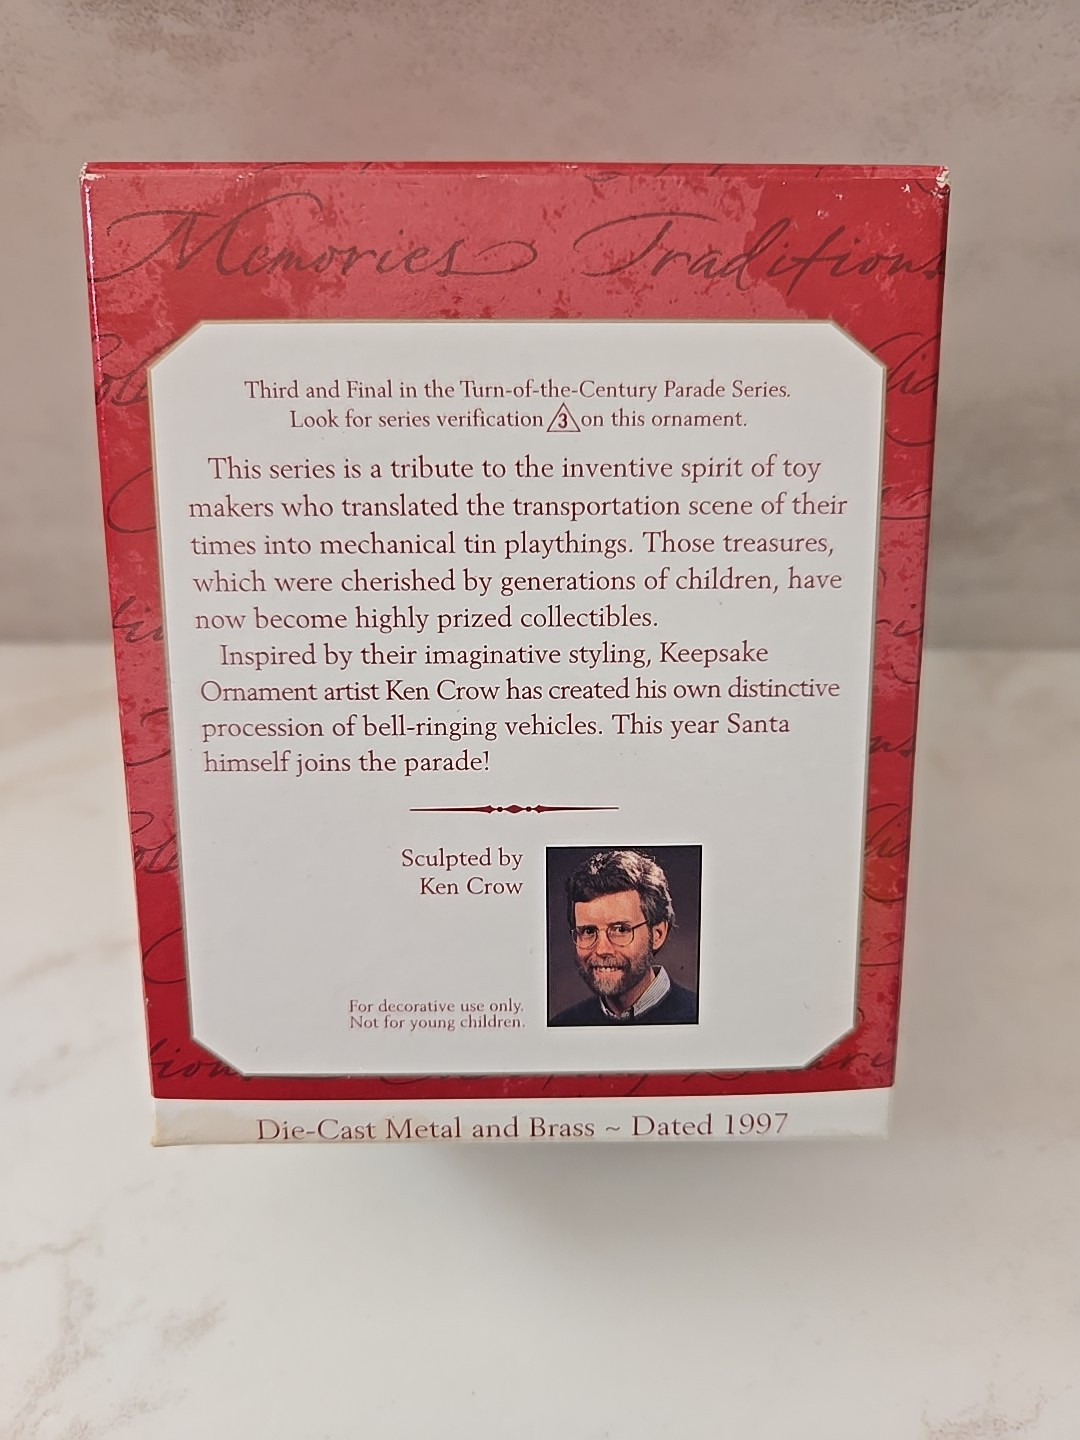 Memories Traditions
Third and Final in the Turn-of-the-Century Parade Series.
Look for series verification 3 on this ornament.
This series is a tribute to the inventive spirit of toy
makers who translated the transportation scene of their
times into mechanical tin playthings. Those treasures,
which were cherished by generations of children, have
now become highly prized collectibles.
Inspired by their imaginative styling, Keepsake
Ornament artist Ken Crow has created his own distinctive
procession of bell-ringing vehicles. This year Santa
himself joins the parade!
Sculpted by
Ken Crow
For decorative use only.
Not for young children.
Die-Cast Metal and Brass ~ Dated 1997